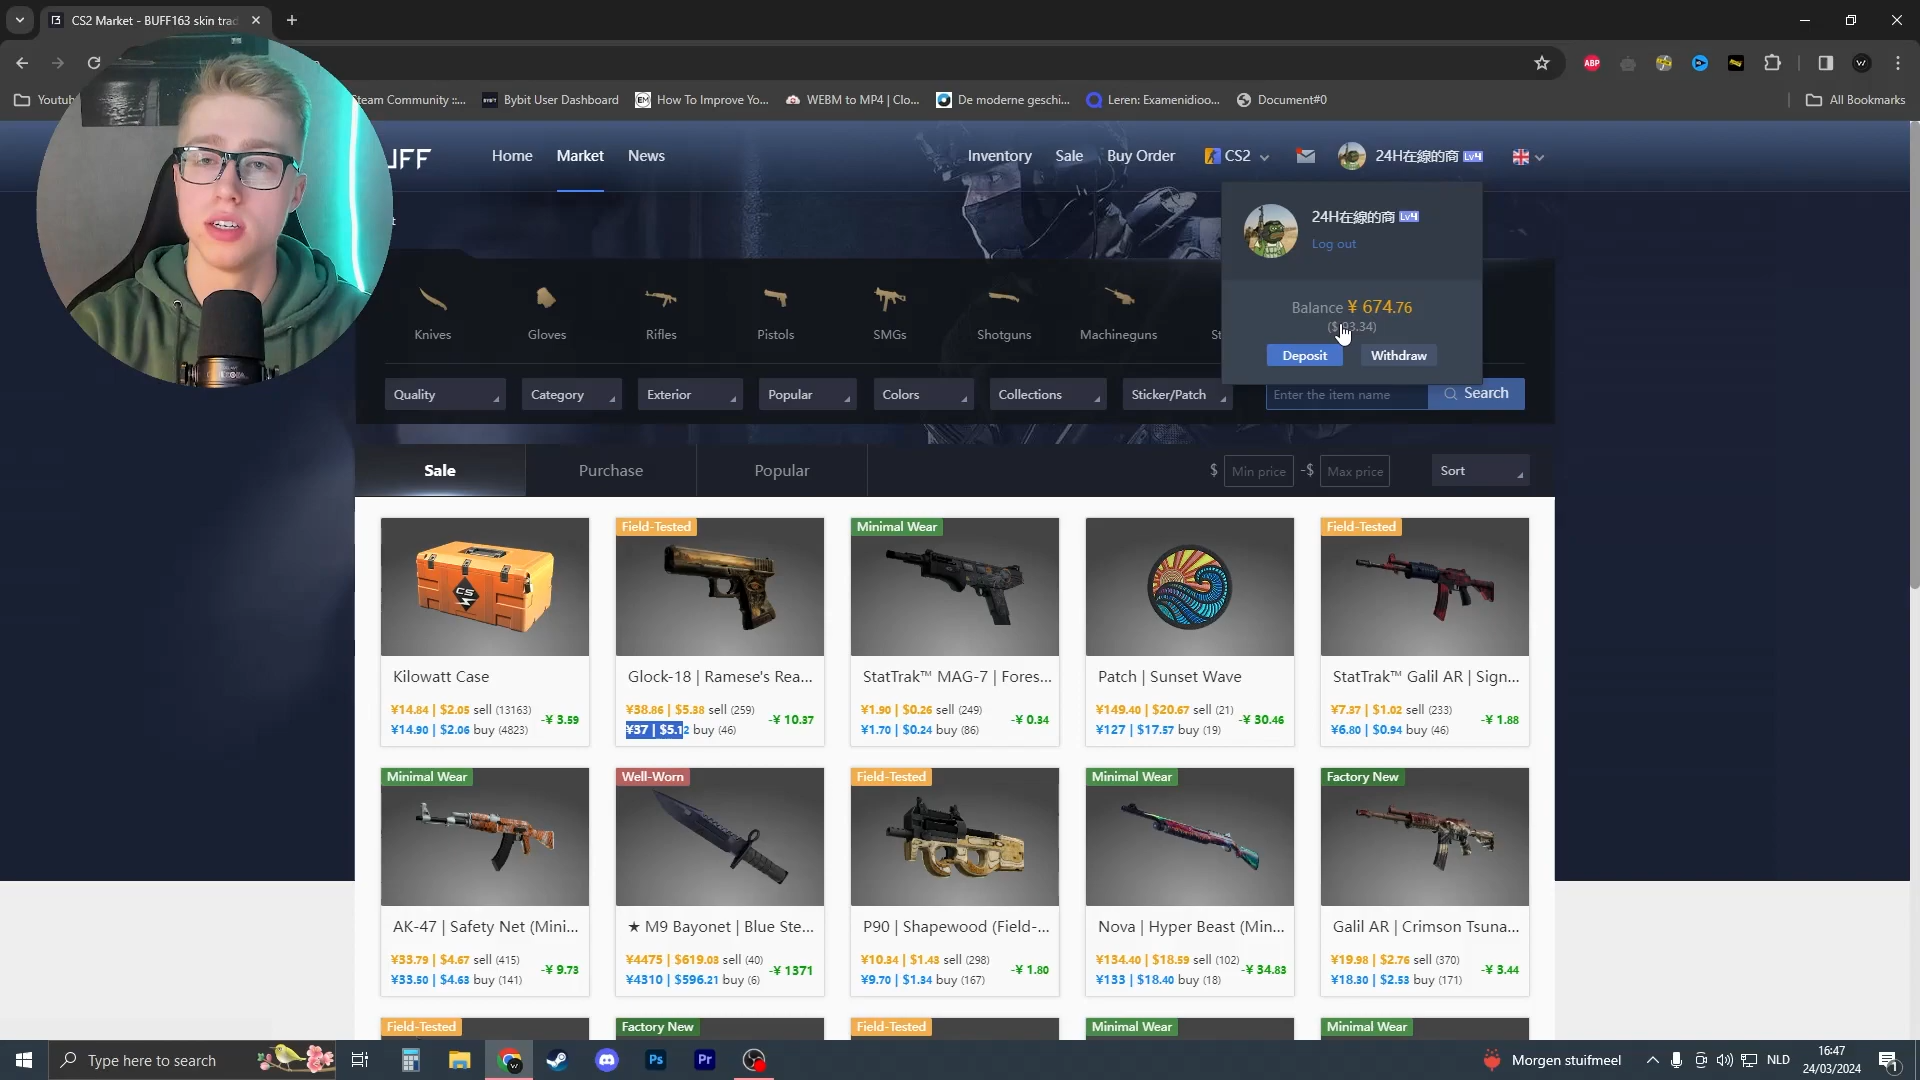 CS2 Market - BUFF163 skin trad
ABP
Youtub
Steam Community ::...
Bybit User Dashboard
How To Improve Yo...
WEBM to MP4 | Clo...
De moderne geschi...
Leren: Examenidioo...
Document#0
All Bookmarks
Home
Market
News
Inventory
Sale
Buy Order
CS2
24H在線的商 Lv4
24H在線的商 Lv4
Log out
Balance ¥ 674.76
Deposit
Withdraw
Knives
Gloves
Rifles
Pistols
SMGs
Shotguns
Machineguns
Quality
Category
Exterior
Popular
Colors
Collections
Sticker/Patch
Enter the item name
Search
Sale
Purchase
Popular
$ Min price -$ Max price
Sort
Field-Tested
Minimal Wear
Field-Tested
Kilowatt Case
Glock-18 | Ramese's Rea...
StatTrak™ MAG-7 | Fores...
Patch | Sunset Wave
StatTrak™ Galil AR | Sign...
¥14.84 | $2.05 sell (13163)
¥14.90 | $2.06 buy (4823)
-¥ 3.59
¥38.86 | $5.38 sell (259)
¥37 | $5.12 buy (46)
-¥ 10.37
¥1.90 | $0.26 sell (249)
¥1.70 | $0.24 buy (86)
-¥ 0.34
¥149.40 | $20.67 sell (21)
¥127 | $17.57 buy (19)
-¥ 30.46
¥7.37 | $1.02 sell (233)
¥6.80 | $0.94 buy (46)
-¥ 1.88
Minimal Wear
Well-Worn
Field-Tested
Minimal Wear
Factory New
AK-47 | Safety Net (Mini...
★ M9 Bayonet | Blue Ste...
P90 | Shapewood (Field-...
Nova | Hyper Beast (Min...
Galil AR | Crimson Tsuna...
¥33.79 | $4.67 sell (415)
¥33.50 | $4.63 buy (141)
-¥ 9.73
¥4475 | $619.03 sell (40)
¥4310 | $596.21 buy (6)
-¥ 1371
¥10.34 | $1.43 sell (298)
¥9.70 | $1.34 buy (167)
-¥ 1.80
¥134.40 | $18.59 sell (102)
¥133 | $18.40 buy (18)
-¥ 34.83
¥19.98 | $2.76 sell (370)
¥18.30 | $2.53 buy (171)
-¥ 3.44
Field-Tested
Factory New
Field-Tested
Minimal Wear
Minimal Wear
Type here to search
Ps
Pr
Morgen stuifmeel
NLD
16:47
24/03/2024
1